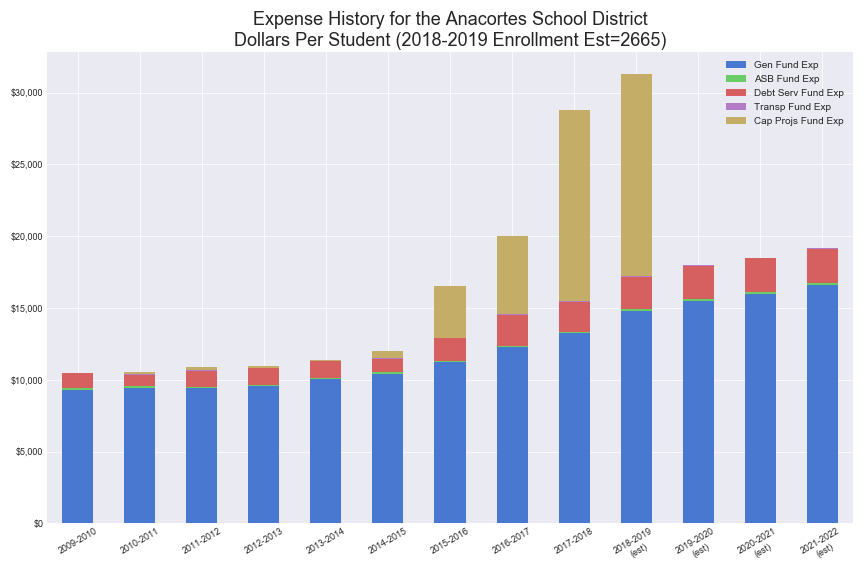 Expense History for the Anacortes School District
Dollars Per Student (2018-2019 Enrollment Est=2665)
Gen Fund Exp
ASB Fund Exp
Debt Serv Fund Exp
Transp Fund Exp
Cap Projs Fund Exp
$30,000
$25,000
$20,000
$15,000
$10,000
$5,000
$0
2009-2010
2010-2011
2011-2012
2012-2013
2013-2014
2014-2015
2015-2016
2016-2017
2017-2018
2018-2019
(est)
2019-2020
(est)
2020-2021
(est)
2021-2022
(est)